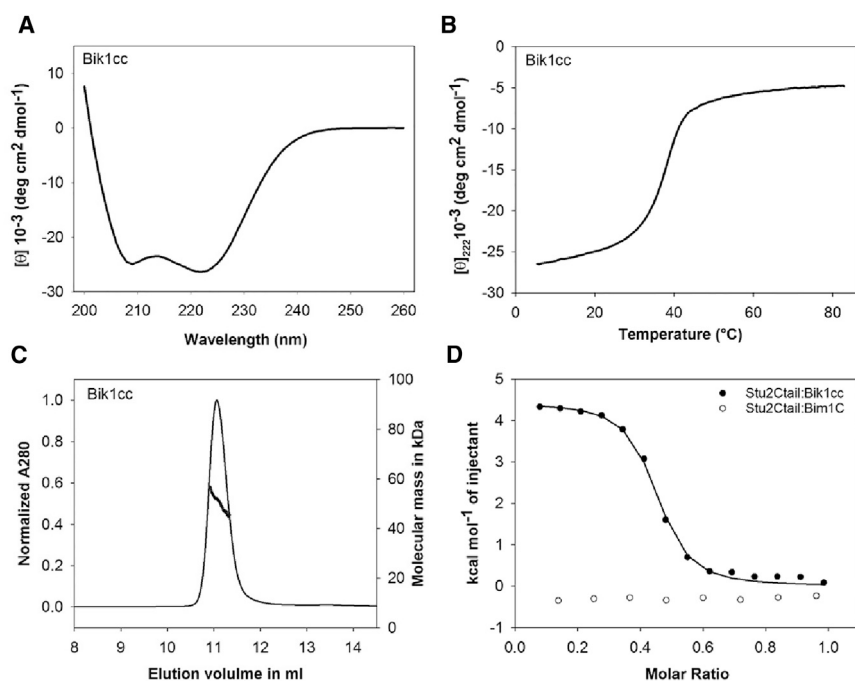 A
Bik1cc
[θ] 10⁻³ (deg cm² dmol⁻¹)
10
0
-10
-20
-30
200 210 220 230 240 250 260
Wavelength (nm)
B
Bik1cc
[θ]₂₂₂10⁻³ (deg cm² dmol⁻¹)
0
-5
-10
-15
-20
-25
-30
0 20 40 60 80
Temperature (°C)
C
Bik1cc
Normalized A280
1.0
0.8
0.6
0.4
0.2
0.0
8 9 10 11 12 13 14
Elution volulme in ml
100
80
60
40
20
0
Molecular mass in kDa
D
Stu2Ctail:Bik1cc
Stu2Ctail:Bim1C
kcal mol⁻¹ of injectant
5
4
3
2
1
0
-1
0.0 0.2 0.4 0.6 0.8 1.0
Molar Ratio